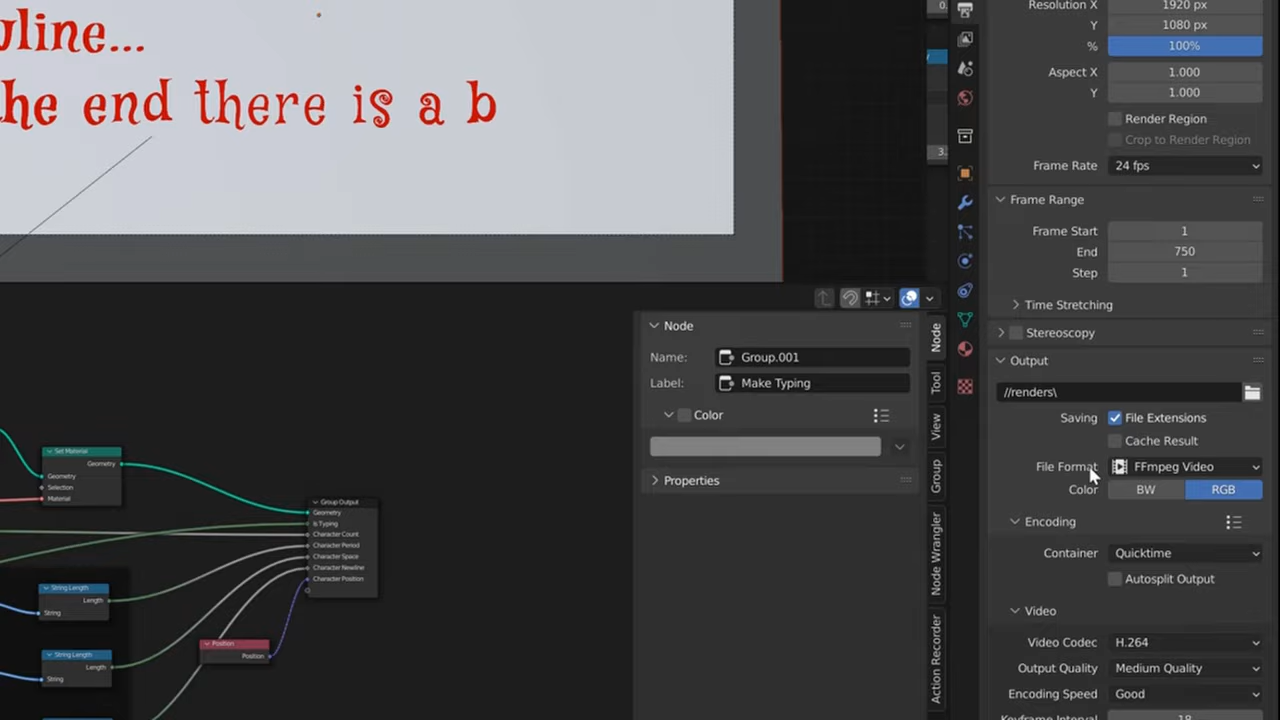 vline...
he end there is a b
Resolution X 1920 px
Y 1080 px
% 100%
Aspect X 1.000
Y 1.000
Render Region
Crop to Render Region
Frame Rate 24 fps
Frame Range
Frame Start 1
End 750
Step 1
Time Stretching
Stereoscopy
Output
//renders\
Saving File Extensions
Cache Result
File Format FFmpeg Video
Color BW RGB
Encoding
Container Quicktime
Autosplit Output
Video
Video Codec H.264
Output Quality Medium Quality
Encoding Speed Good
Keyframe Interval 18
0.
3.
Node
Name: Group.001
Label: Make Typing
Color
Properties
Node
Tool
View
Group
Node Wrangler
Action Recorder
Set Material
Geometry
Geometry
Selection
Material
Group Output
Geometry
Is Typing
Character Count
Character Period
Character Space
Character Newline
Character Position
String Length
Length
String
String Length
Length
String
Position
Position